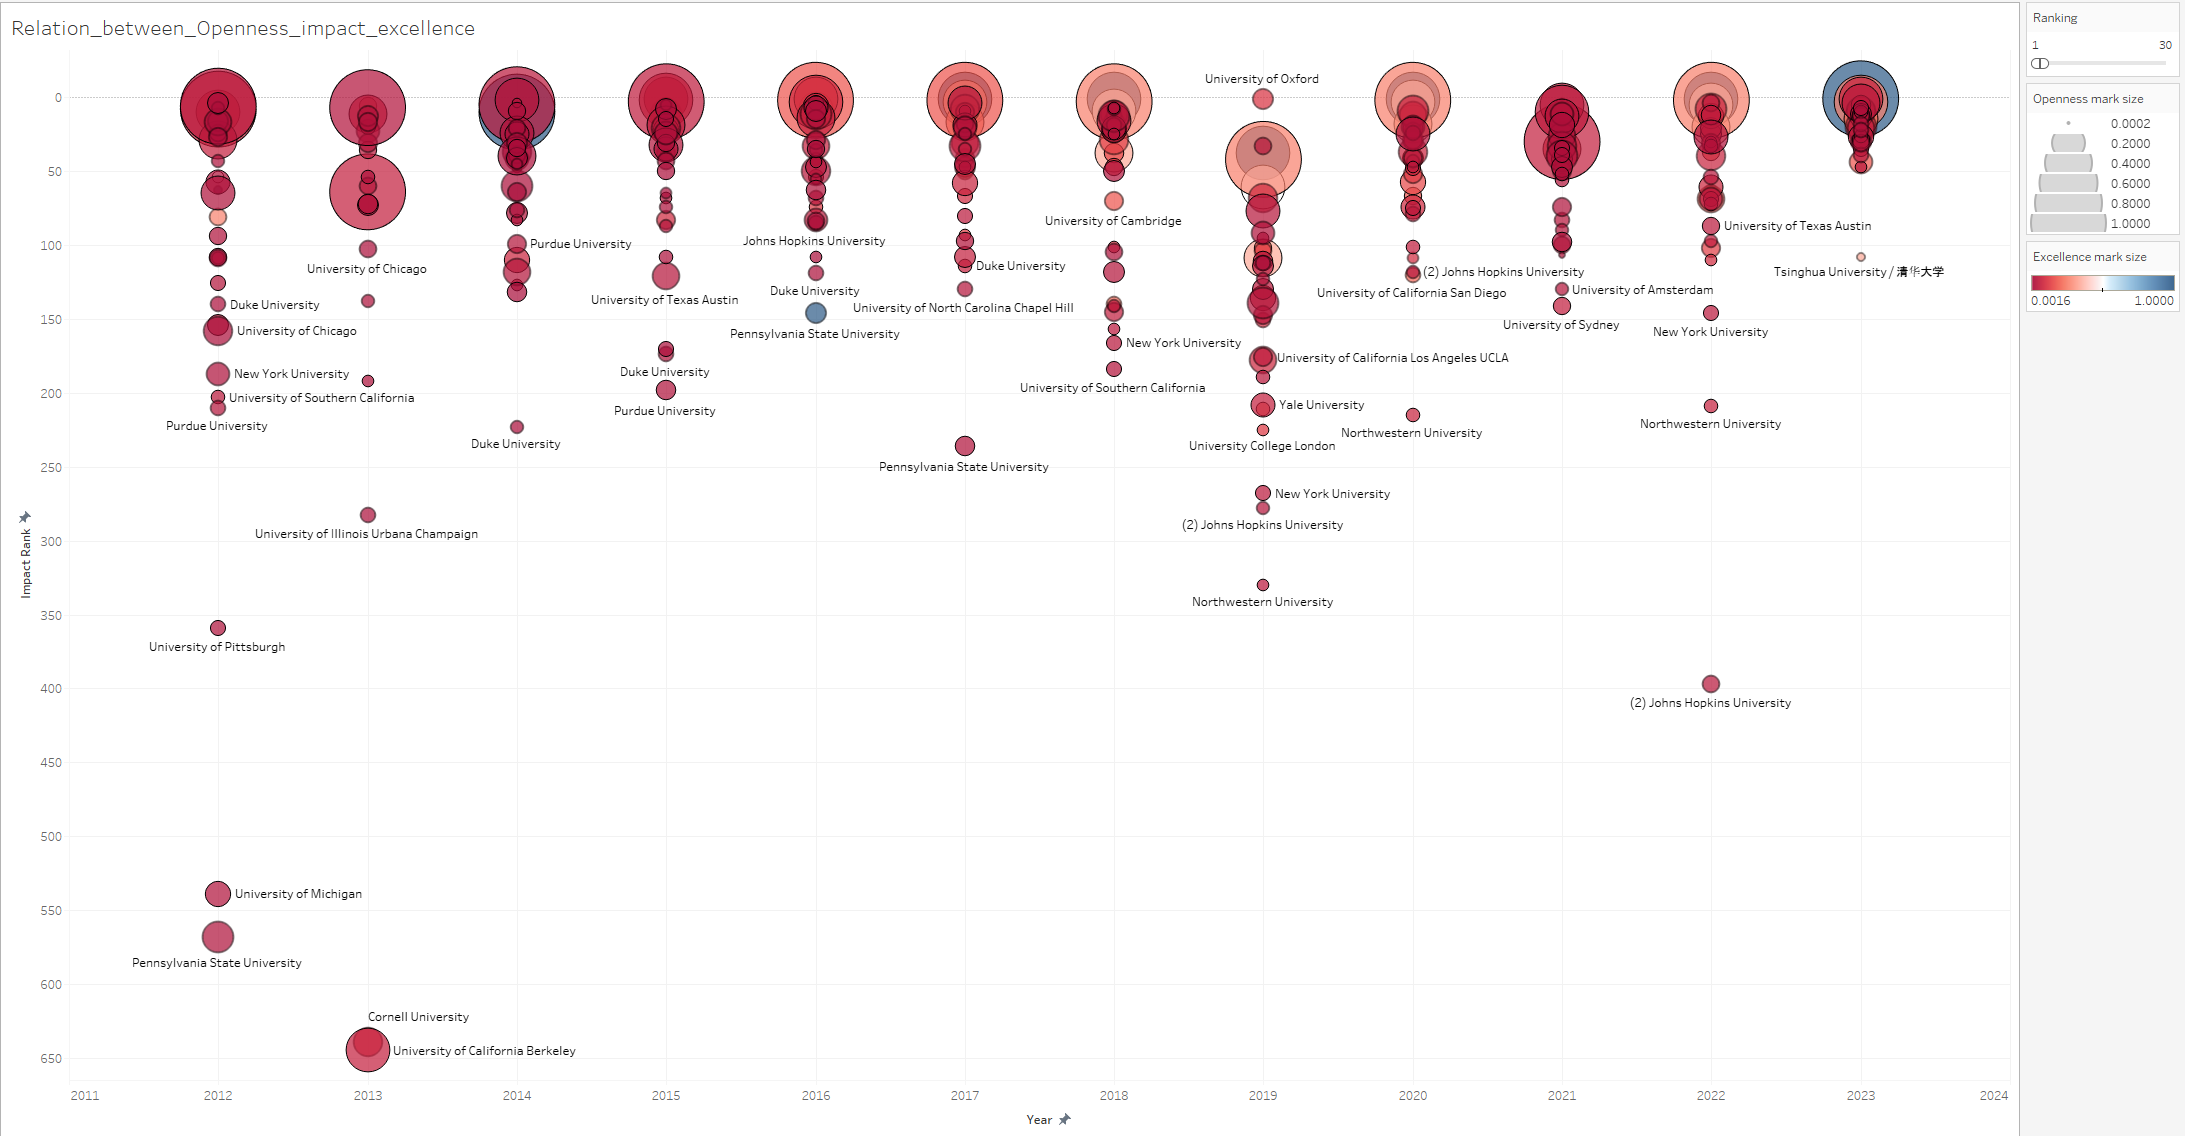 Relation_between_Openness_impact_excellence
Ranking
1 30
Openness mark size
0.0002
0.2000
0.4000
0.6000
0.8000
1.0000
Excellence mark size
0.0016 1.0000
Impact Rank
0
50
100
150
200
250
300
350
400
450
500
550
600
650
Duke University
University of Chicago
New York University
University of Southern California
Purdue University
University of Pittsburgh
University of Michigan
Pennsylvania State University
University of Chicago
University of Illinois Urbana Champaign
Cornell University
University of California Berkeley
Purdue University
Duke University
University of Texas Austin
Duke University
Purdue University
Johns Hopkins University
Duke University
Pennsylvania State University
Duke University
University of North Carolina Chapel Hill
Pennsylvania State University
University of Cambridge
New York University
University of Southern California
University of Oxford
University of California Los Angeles UCLA
Yale University
University College London
New York University
(2) Johns Hopkins University
Northwestern University
(2) Johns Hopkins University
University of California San Diego
Northwestern University
University of Amsterdam
University of Sydney
University of Texas Austin
New York University
Northwestern University
(2) Johns Hopkins University
Tsinghua University / 清华大学
2011 2012 2013 2014 2015 2016 2017 2018 2019 2020 2021 2022 2023 2024
Year